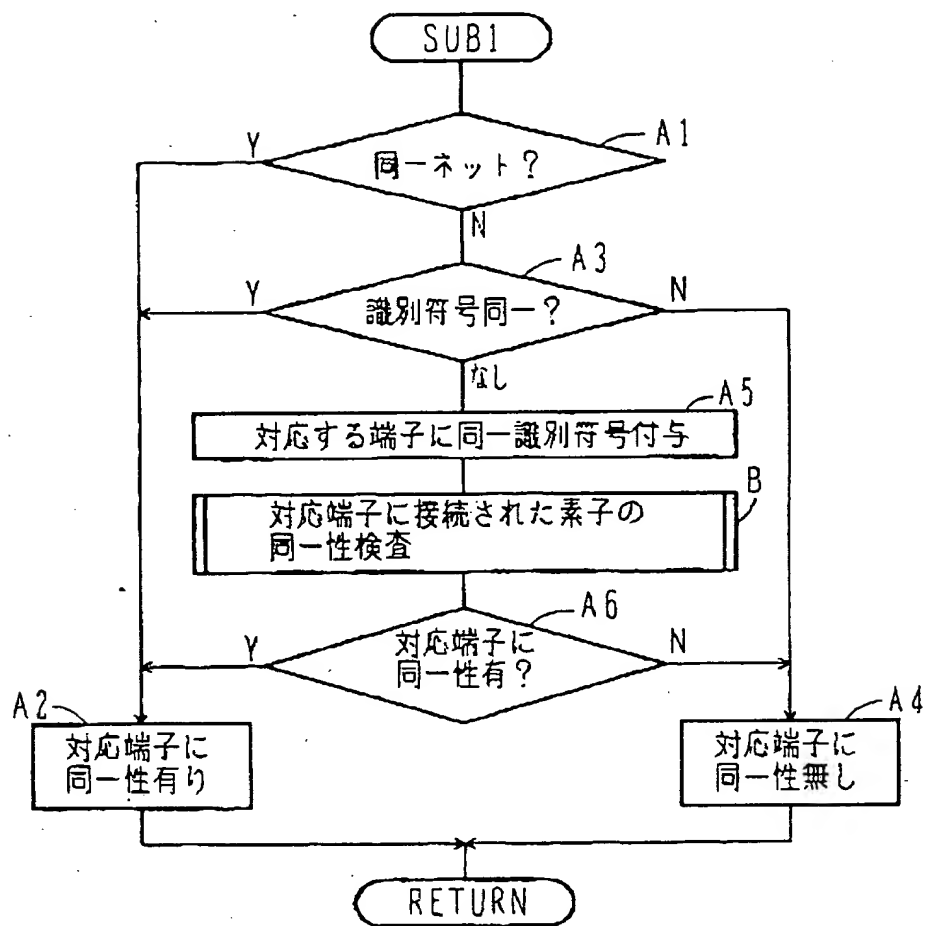 SUB1
A1
Y
同一ネット?
N
A3
Y
識別符号同一?
N
なし
A5
対応する端子に同一識別符号付与
B
対応端子に接続された素子の
同一性検査
A6
Y
対応端子に
同一性有?
N
A2
対応端子に
同一性有り
A4
対応端子に
同一性無し
RETURN